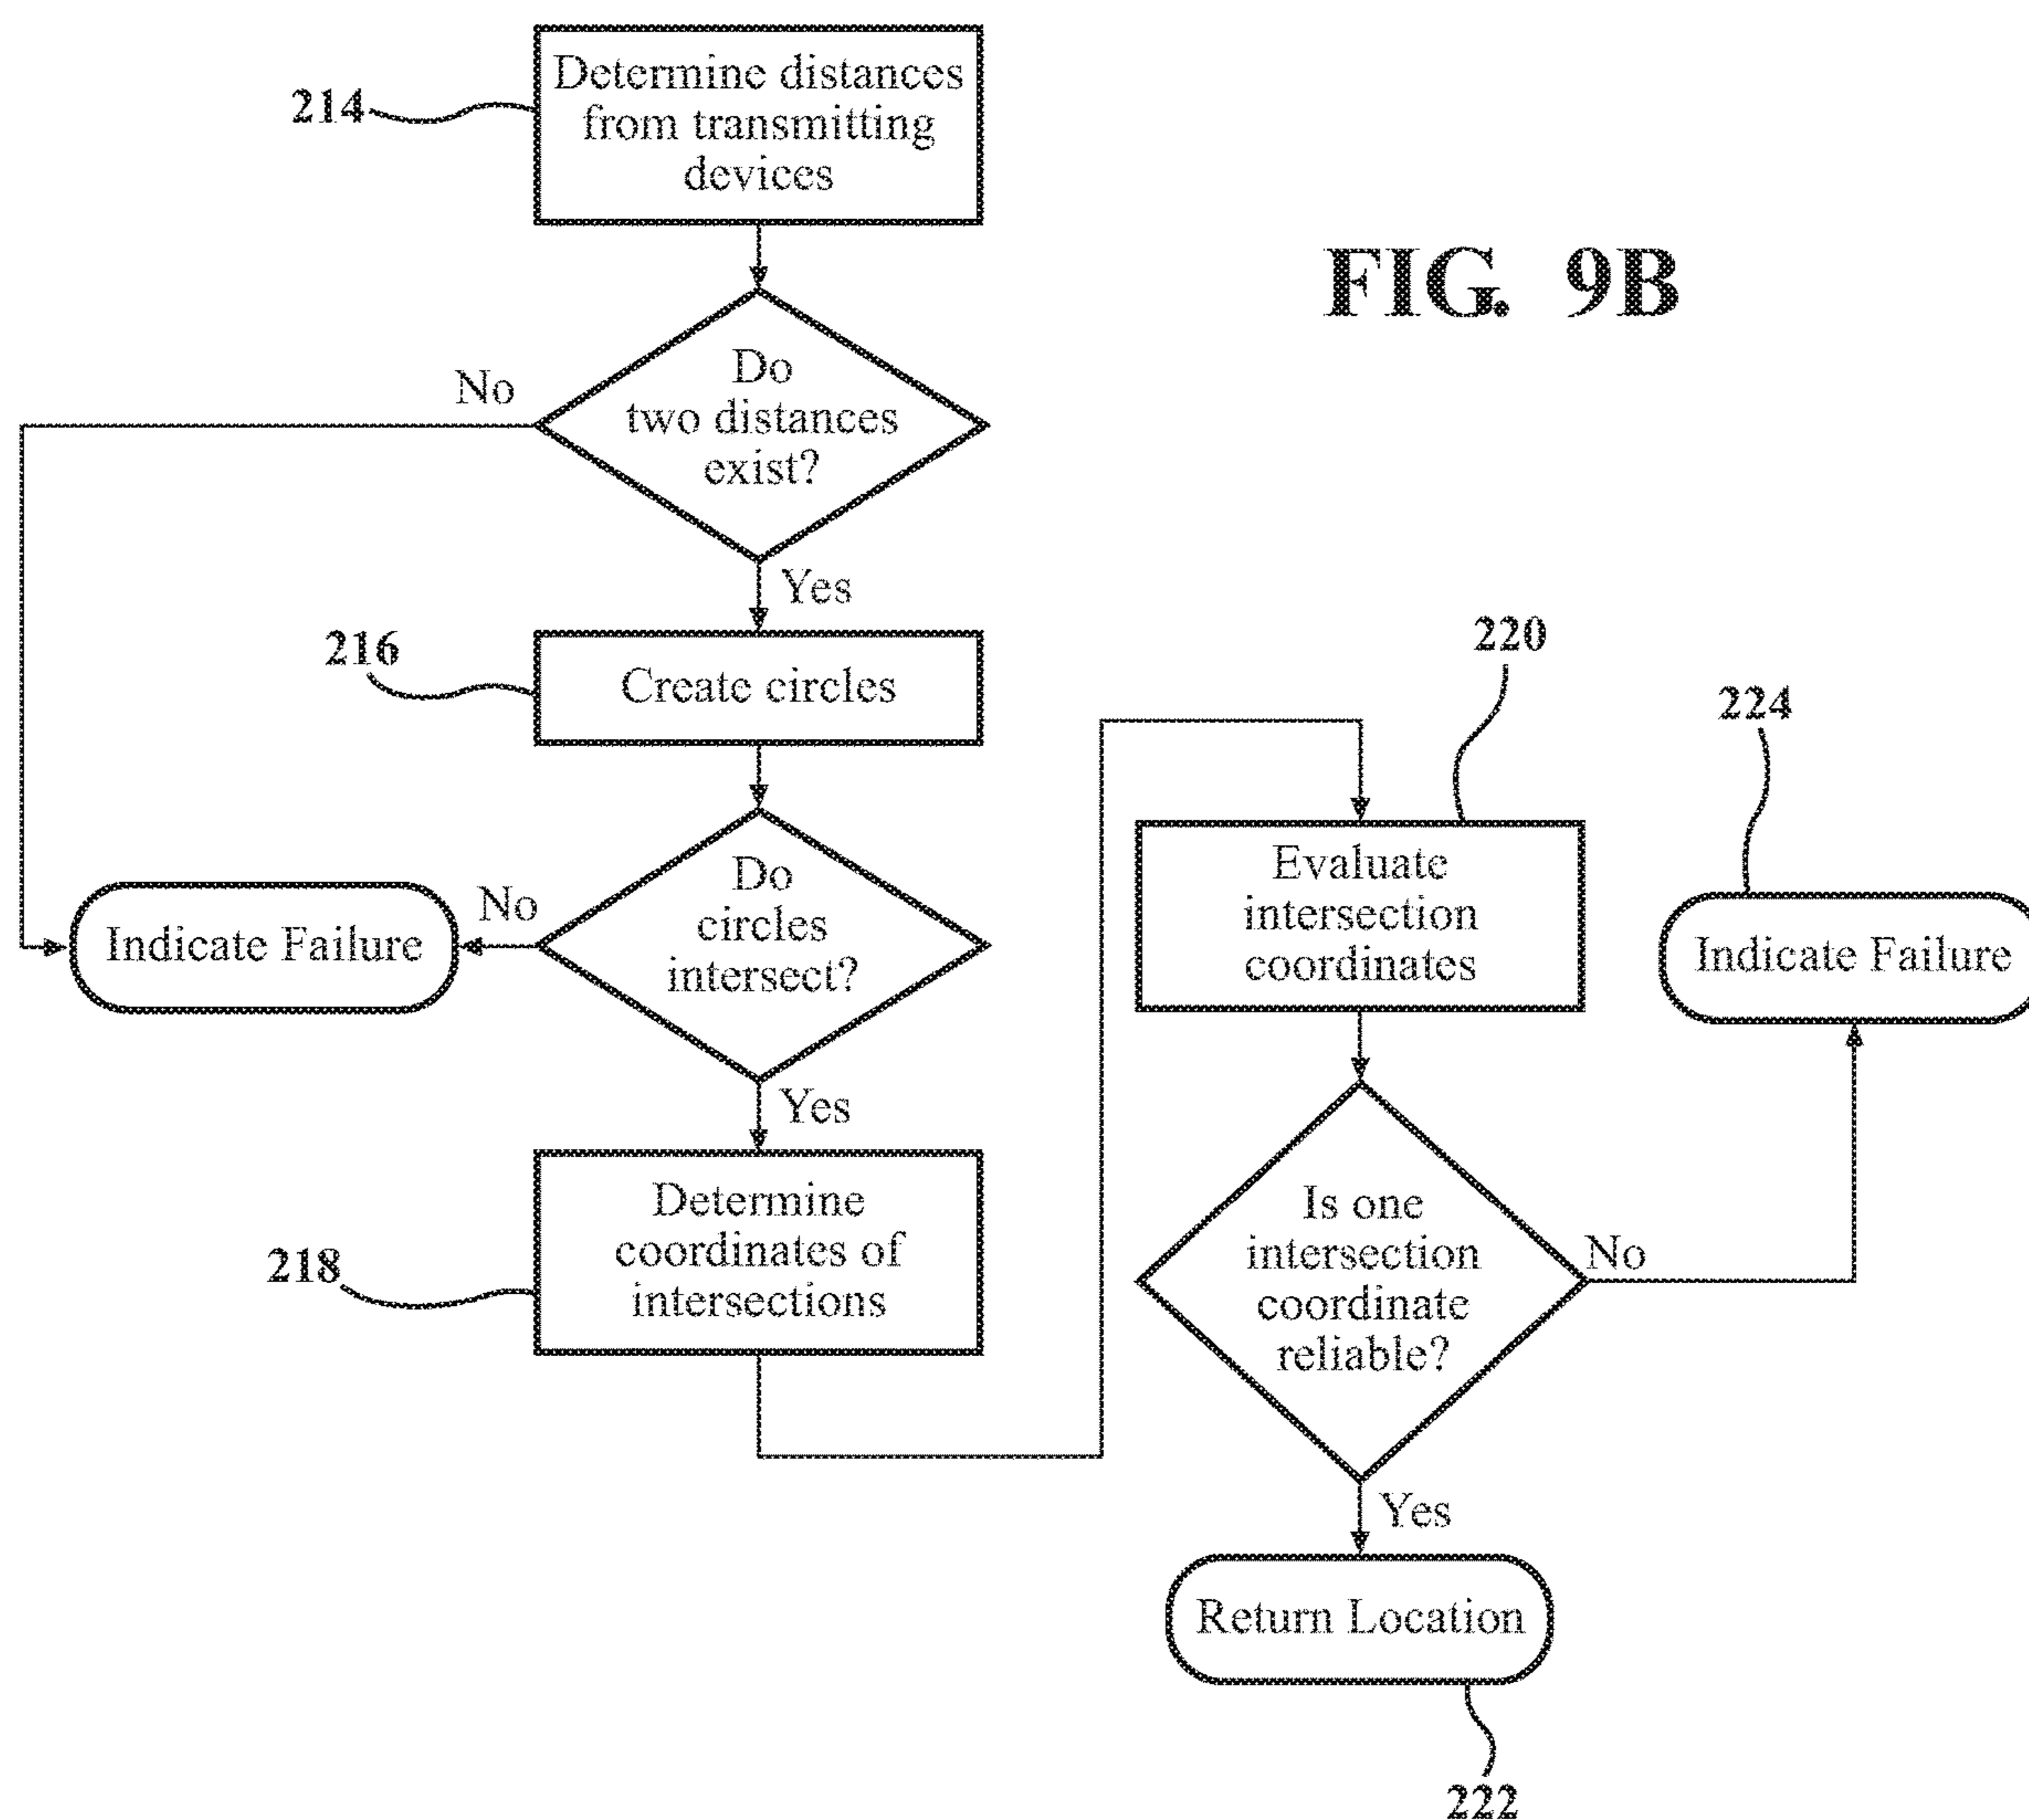 214
Determine distances
from transmitting
devices
FIG. 9B
No
Do
two distances
exist?
Yes
216
Create circles
220
224
Indicate Failure
No
Do
circles
intersect?
Evaluate
intersection
coordinates
Indicate Failure
Yes
218
Determine
coordinates of
intersections
Is one
intersection
coordinate
reliable?
No
Yes
Return Location
222